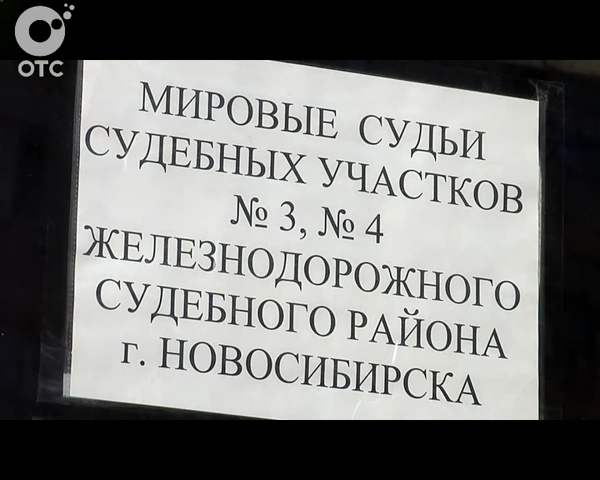 ОТС
МИРОВЫЕ СУДЬИ
СУДЕБНЫХ УЧАСТКОВ
№ 3, № 4
ЖЕЛЕЗНОДОРОЖНОГО
СУДЕБНОГО РАЙОНА
г. НОВОСИБИРСКА